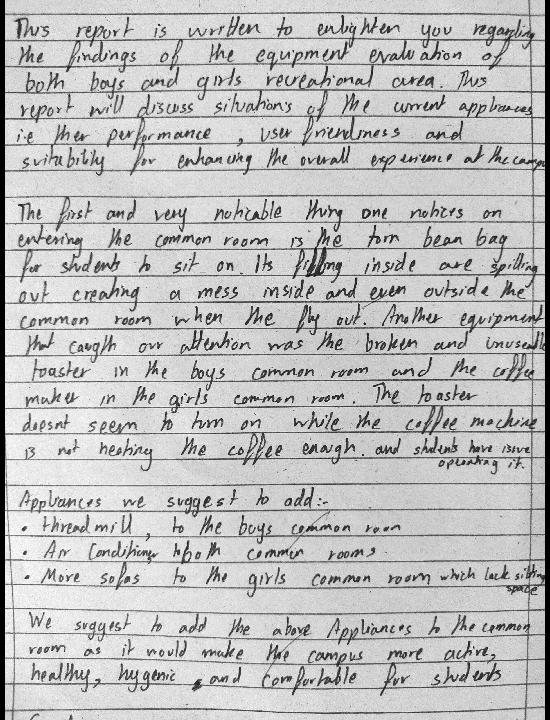 This report is written to enlighten you regarding
the findings of the equipment evaluation of
both boys and girls recreational area. This
report will discuss situations of the current appliances
i.e ther performance , user friendliness and
suitability for enhancing the overall experience at the campus
The first and very noticable thing one notices on
entering the common room is the torn bean bag
for students to sit on. Its filling inside are spilling
out creating a mess inside and even outside the
common room when the fly out. Another equipment
that caugth our attention was the broken and unuseable
toaster in the boys common room and the coffee
maker in the girls common room. The toaster
doesnt seem to turn on while the coffee machine
is not heating the coffee enough. and students have issue
operating it.
Appliances we suggest to add:-
• threadmill, to the boys common room
• Air Conditioner to both common rooms.
• More sofas to the girls common room which lack sitting
space
We suggest to add the above Appliances to the common
room as it would make the campus more active,
healthy, hygenic , and comfortable for students